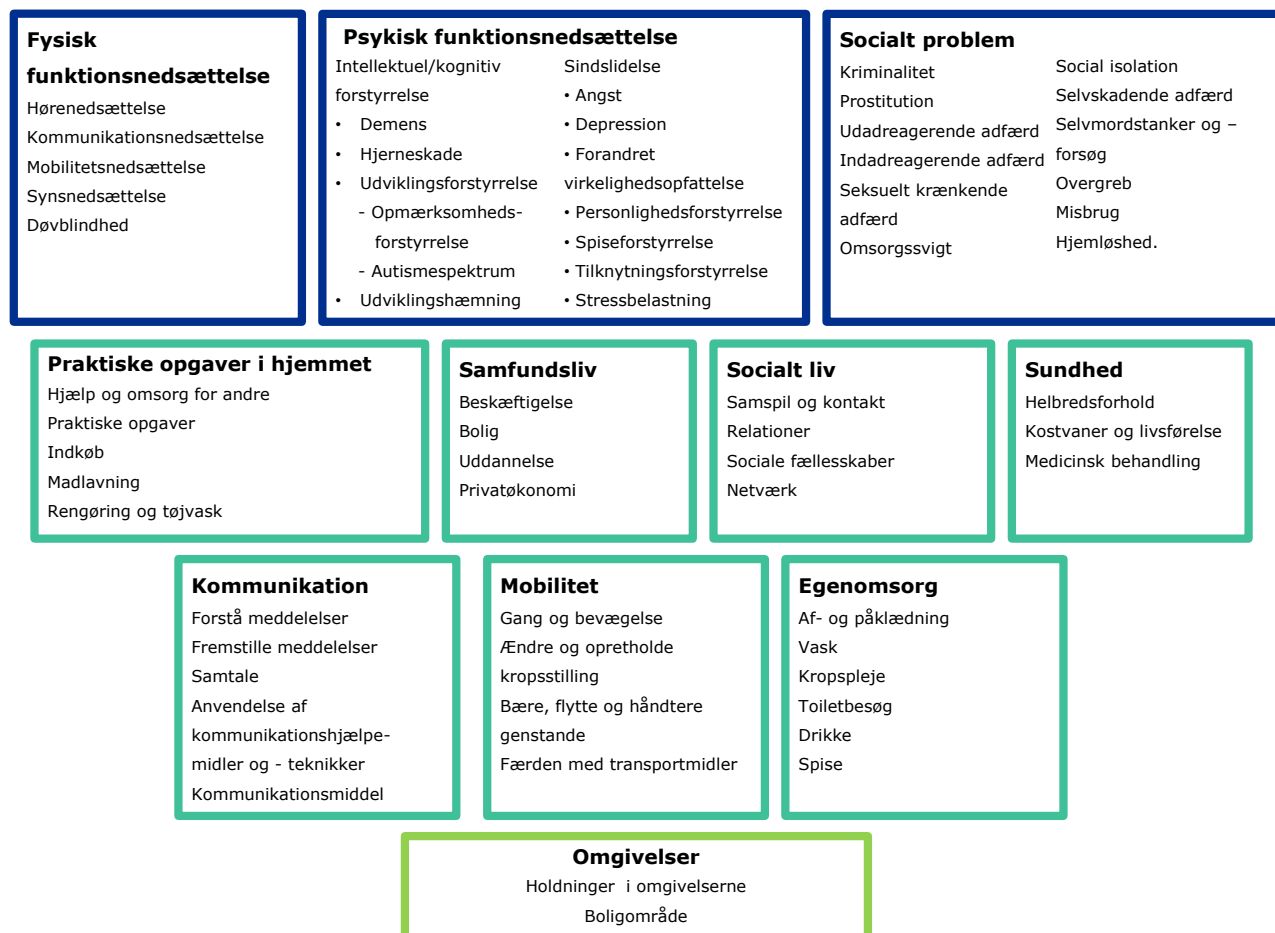 Fysisk
funktionsnedsættelse
Hørenedsættelse
Kommunikationsnedsættelse
Mobilitetsnedsættelse
Synsnedsættelse
Døvblindhed
Psykisk funktionsnedsættelse
Intellektuel/kognitiv
forstyrrelse
• Demens
• Hjerneskade
• Udviklingsforstyrrelse
- Opmærksomheds-
forstyrrelse
- Autismespektrum
• Udviklingshæmning
Sindslidelse
• Angst
• Depression
• Forandret
virkelighedsopfattelse
• Personlighedsforstyrrelse
• Spiseforstyrrelse
• Tilknytningsforstyrrelse
• Stressbelastning
Socialt problem
Kriminalitet
Prostitution
Udadreagerende adfærd
Indadreagerende adfærd
Seksuelt krænkende
adfærd
Omsorgssvigt
Social isolation
Selvskadende adfærd
Selvmordstanker og –
forsøg
Overgreb
Misbrug
Hjemløshed.
Praktiske opgaver i hjemmet
Hjælp og omsorg for andre
Praktiske opgaver
Indkøb
Madlavning
Rengøring og tøjvask
Samfundsliv
Beskæftigelse
Bolig
Uddannelse
Privatøkonomi
Socialt liv
Samspil og kontakt
Relationer
Sociale fællesskaber
Netværk
Sundhed
Helbredsforhold
Kostvaner og livsførelse
Medicinsk behandling
Kommunikation
Forstå meddelelser
Fremstille meddelelser
Samtale
Anvendelse af
kommunikationshjælpe-
midler og - teknikker
Kommunikationsmiddel
Mobilitet
Gang og bevægelse
Ændre og opretholde
kropsstilling
Bære, flytte og håndtere
genstande
Færden med transportmidler
Egenomsorg
Af- og påklædning
Vask
Kropspleje
Toiletbesøg
Drikke
Spise
Omgivelser
Holdninger i omgivelserne
Boligområde